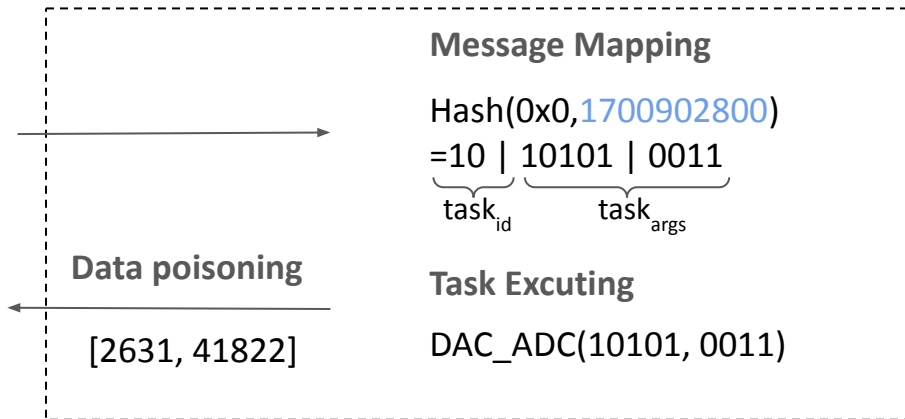 Message Mapping
Hash(0x0,1700902800)
=10 | 10101 | 0011
task_id task_args
Data poisoning
[2631, 41822]
Task Excuting
DAC_ADC(10101, 0011)